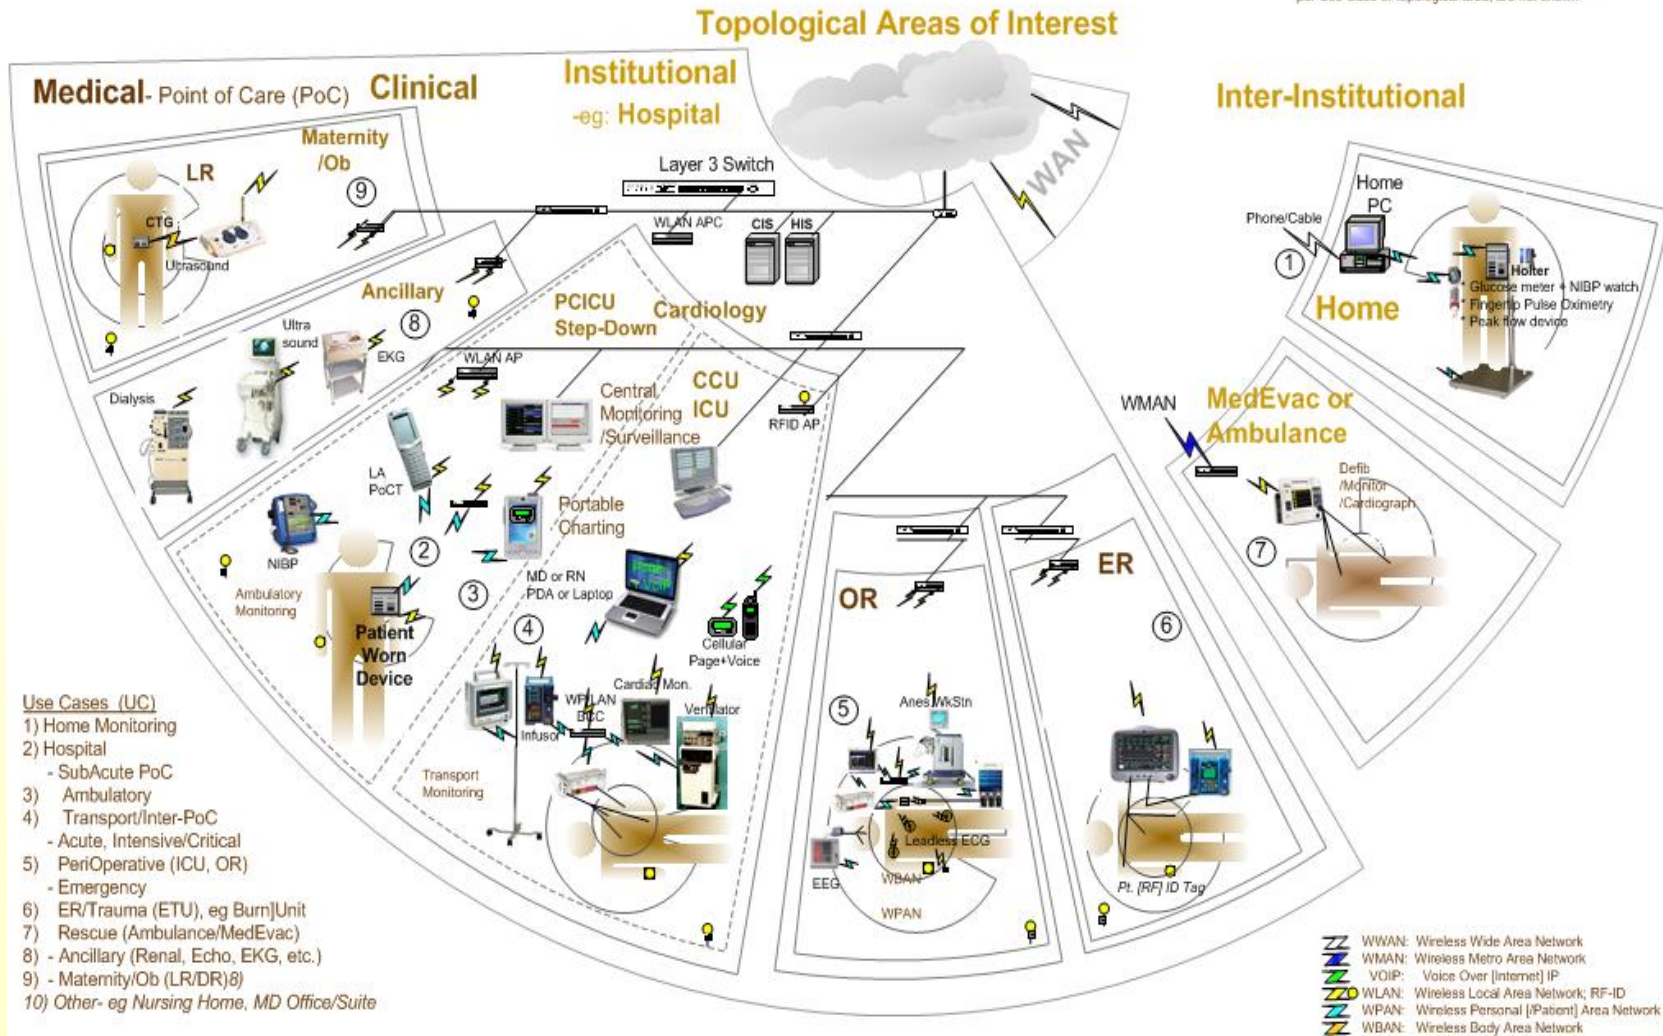 Topological Areas of Interest
Medical- Point of Care (PoC)
Clinical
Institutional
-eg: Hospital
Inter-Institutional
WAN
Layer 3 Switch
WLAN APC
CIS
HIS
Maternity
/Ob
LR
9
CTG
Ultrasound
Ancillary
8
Ultra
sound
EKG
Dialysis
PCICU
Step-Down
Cardiology
WLAN AP
CCU
ICU
Central
Monitoring
/Surveillance
RFID AP
LA
PoCT
Portable
Charting
NIBP
2
3
Ambulatory
Monitoring
Patient
Worn
Device
MD or RN
PDA or Laptop
VOIP
4
Cellular
Page+Voice
Cardiac Mon.
Ventilator
Infusor
Transport
Monitoring
OR
5
Anes.WkStn
Leadless ECG
EEG
WBAN
WPAN
ER
6
Pt. [RF] ID Tag
Phone/Cable
Home
PC
1
Home
Holter
* Glucose meter + NIBP watch
* Fingertip Pulse Oximetry
* Peak flow device
WMAN
MedEvac or
Ambulance
Defib
/Monitor
/Cardiograph
7
Use Cases (UC)
1) Home Monitoring
2) Hospital
- SubAcute PoC
3) Ambulatory
4) Transport/Inter-PoC
- Acute, Intensive/Critical
5) PeriOperative (ICU, OR)
- Emergency
6) ER/Trauma (ETU), eg Burn]Unit
7) Rescue (Ambulance/MedEvac)
8) - Ancillary (Renal, Echo, EKG, etc.)
9) - Maternity/Ob (LR/DR)8)
10) Other- eg Nursing Home, MD Office/Suite
WWAN: Wireless Wide Area Network
WMAN: Wireless Metro Area Network
VOIP: Voice Over [Internet] IP
WLAN: Wireless Local Area Network; RF-ID
WPAN: Wireless Personal [/Patient] Area Network
WBAN: Wireless Body Area Network